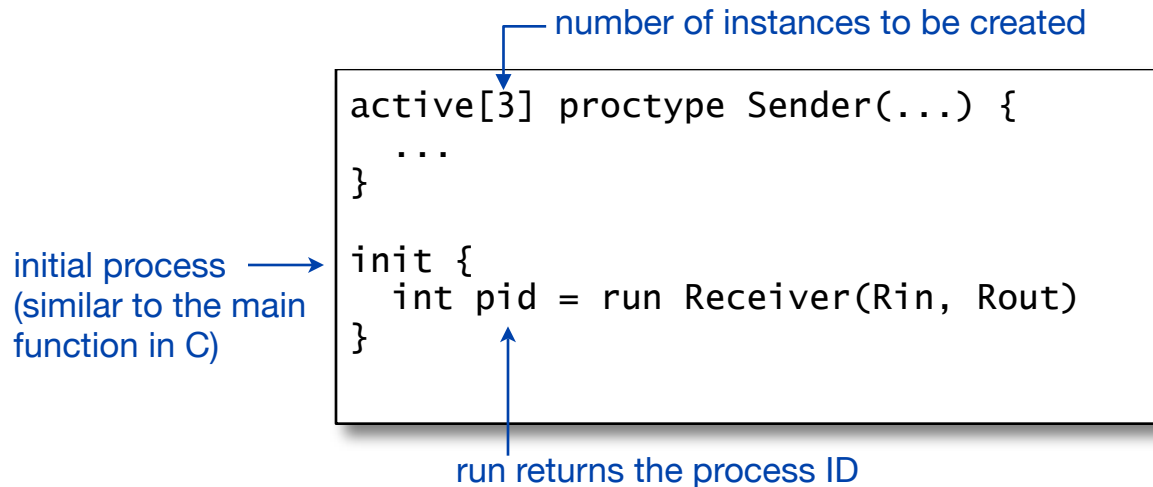 number of instances to be created
active[3] proctype Sender(...) {
...
}
initial process
(similar to the main
function in C)
init {
int pid = run Receiver(Rin, Rout)
}
run returns the process ID